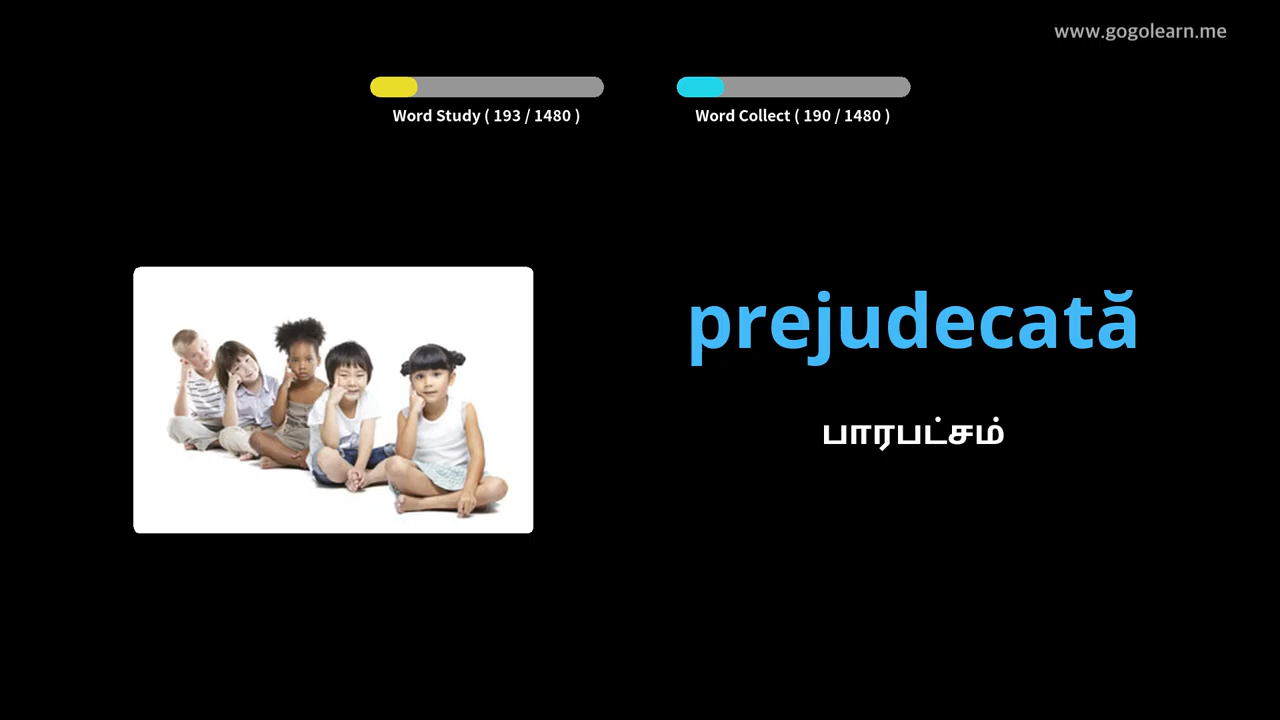 www.gogolearn.me
Word Study ( 193 / 1480 )
Word Collect ( 190 / 1480 )
prejudecată
பாரபட்சம்